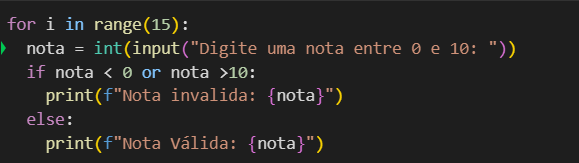 for i in range(15):
  nota = int(input("Digite uma nota entre 0 e 10: "))
  if nota < 0 or nota >10:
    print(f"Nota invalida: {nota}")
  else:
    print(f"Nota Válida: {nota}")